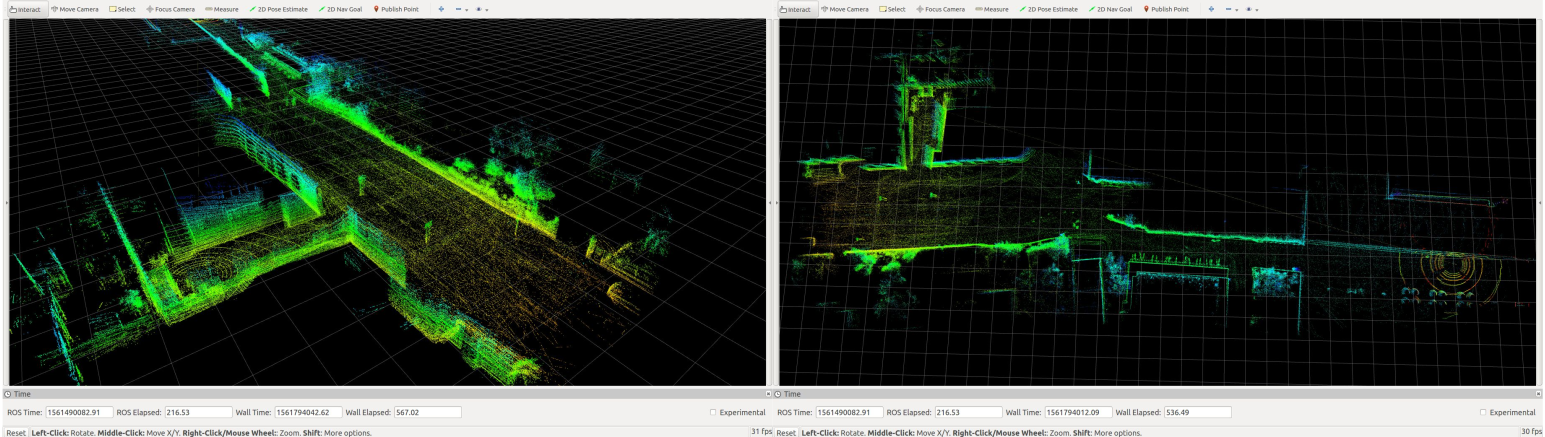 Interact Move Camera Select Focus Camera Measure 2D Pose Estimate 2D Nav Goal Publish Point
Time
ROS Time: 1561490082.91 ROS Elapsed: 216.53 Wall Time: 1561794042.62 Wall Elapsed: 567.02 Experimental
Reset Left-Click: Rotate. Middle-Click: Move X/Y. Right-Click/Mouse Wheel:: Zoom. Shift: More options. 31 fps
Interact Move Camera Select Focus Camera Measure 2D Pose Estimate 2D Nav Goal Publish Point
Time
ROS Time: 1561490082.91 ROS Elapsed: 216.53 Wall Time: 1561794012.09 Wall Elapsed: 536.49 Experimental
Reset Left-Click: Rotate. Middle-Click: Move X/Y. Right-Click/Mouse Wheel:: Zoom. Shift: More options. 30 fps